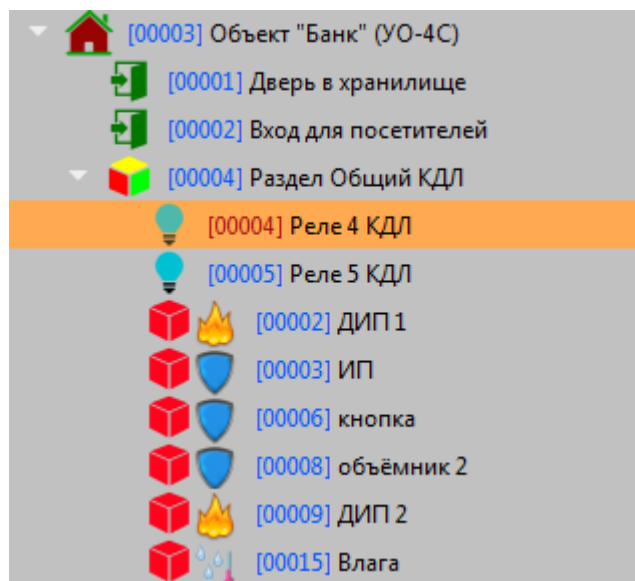 [00003] Объект "Банк" (УО-4С)
[00001] Дверь в хранилище
[00002] Вход для посетителей
[00004] Раздел Общий КДЛ
[00004] Реле 4 КДЛ
[00005] Реле 5 КДЛ
[00002] ДИП 1
[00003] ИП
[00006] кнопка
[00008] объёмник 2
[00009] ДИП 2
[00015] Влага